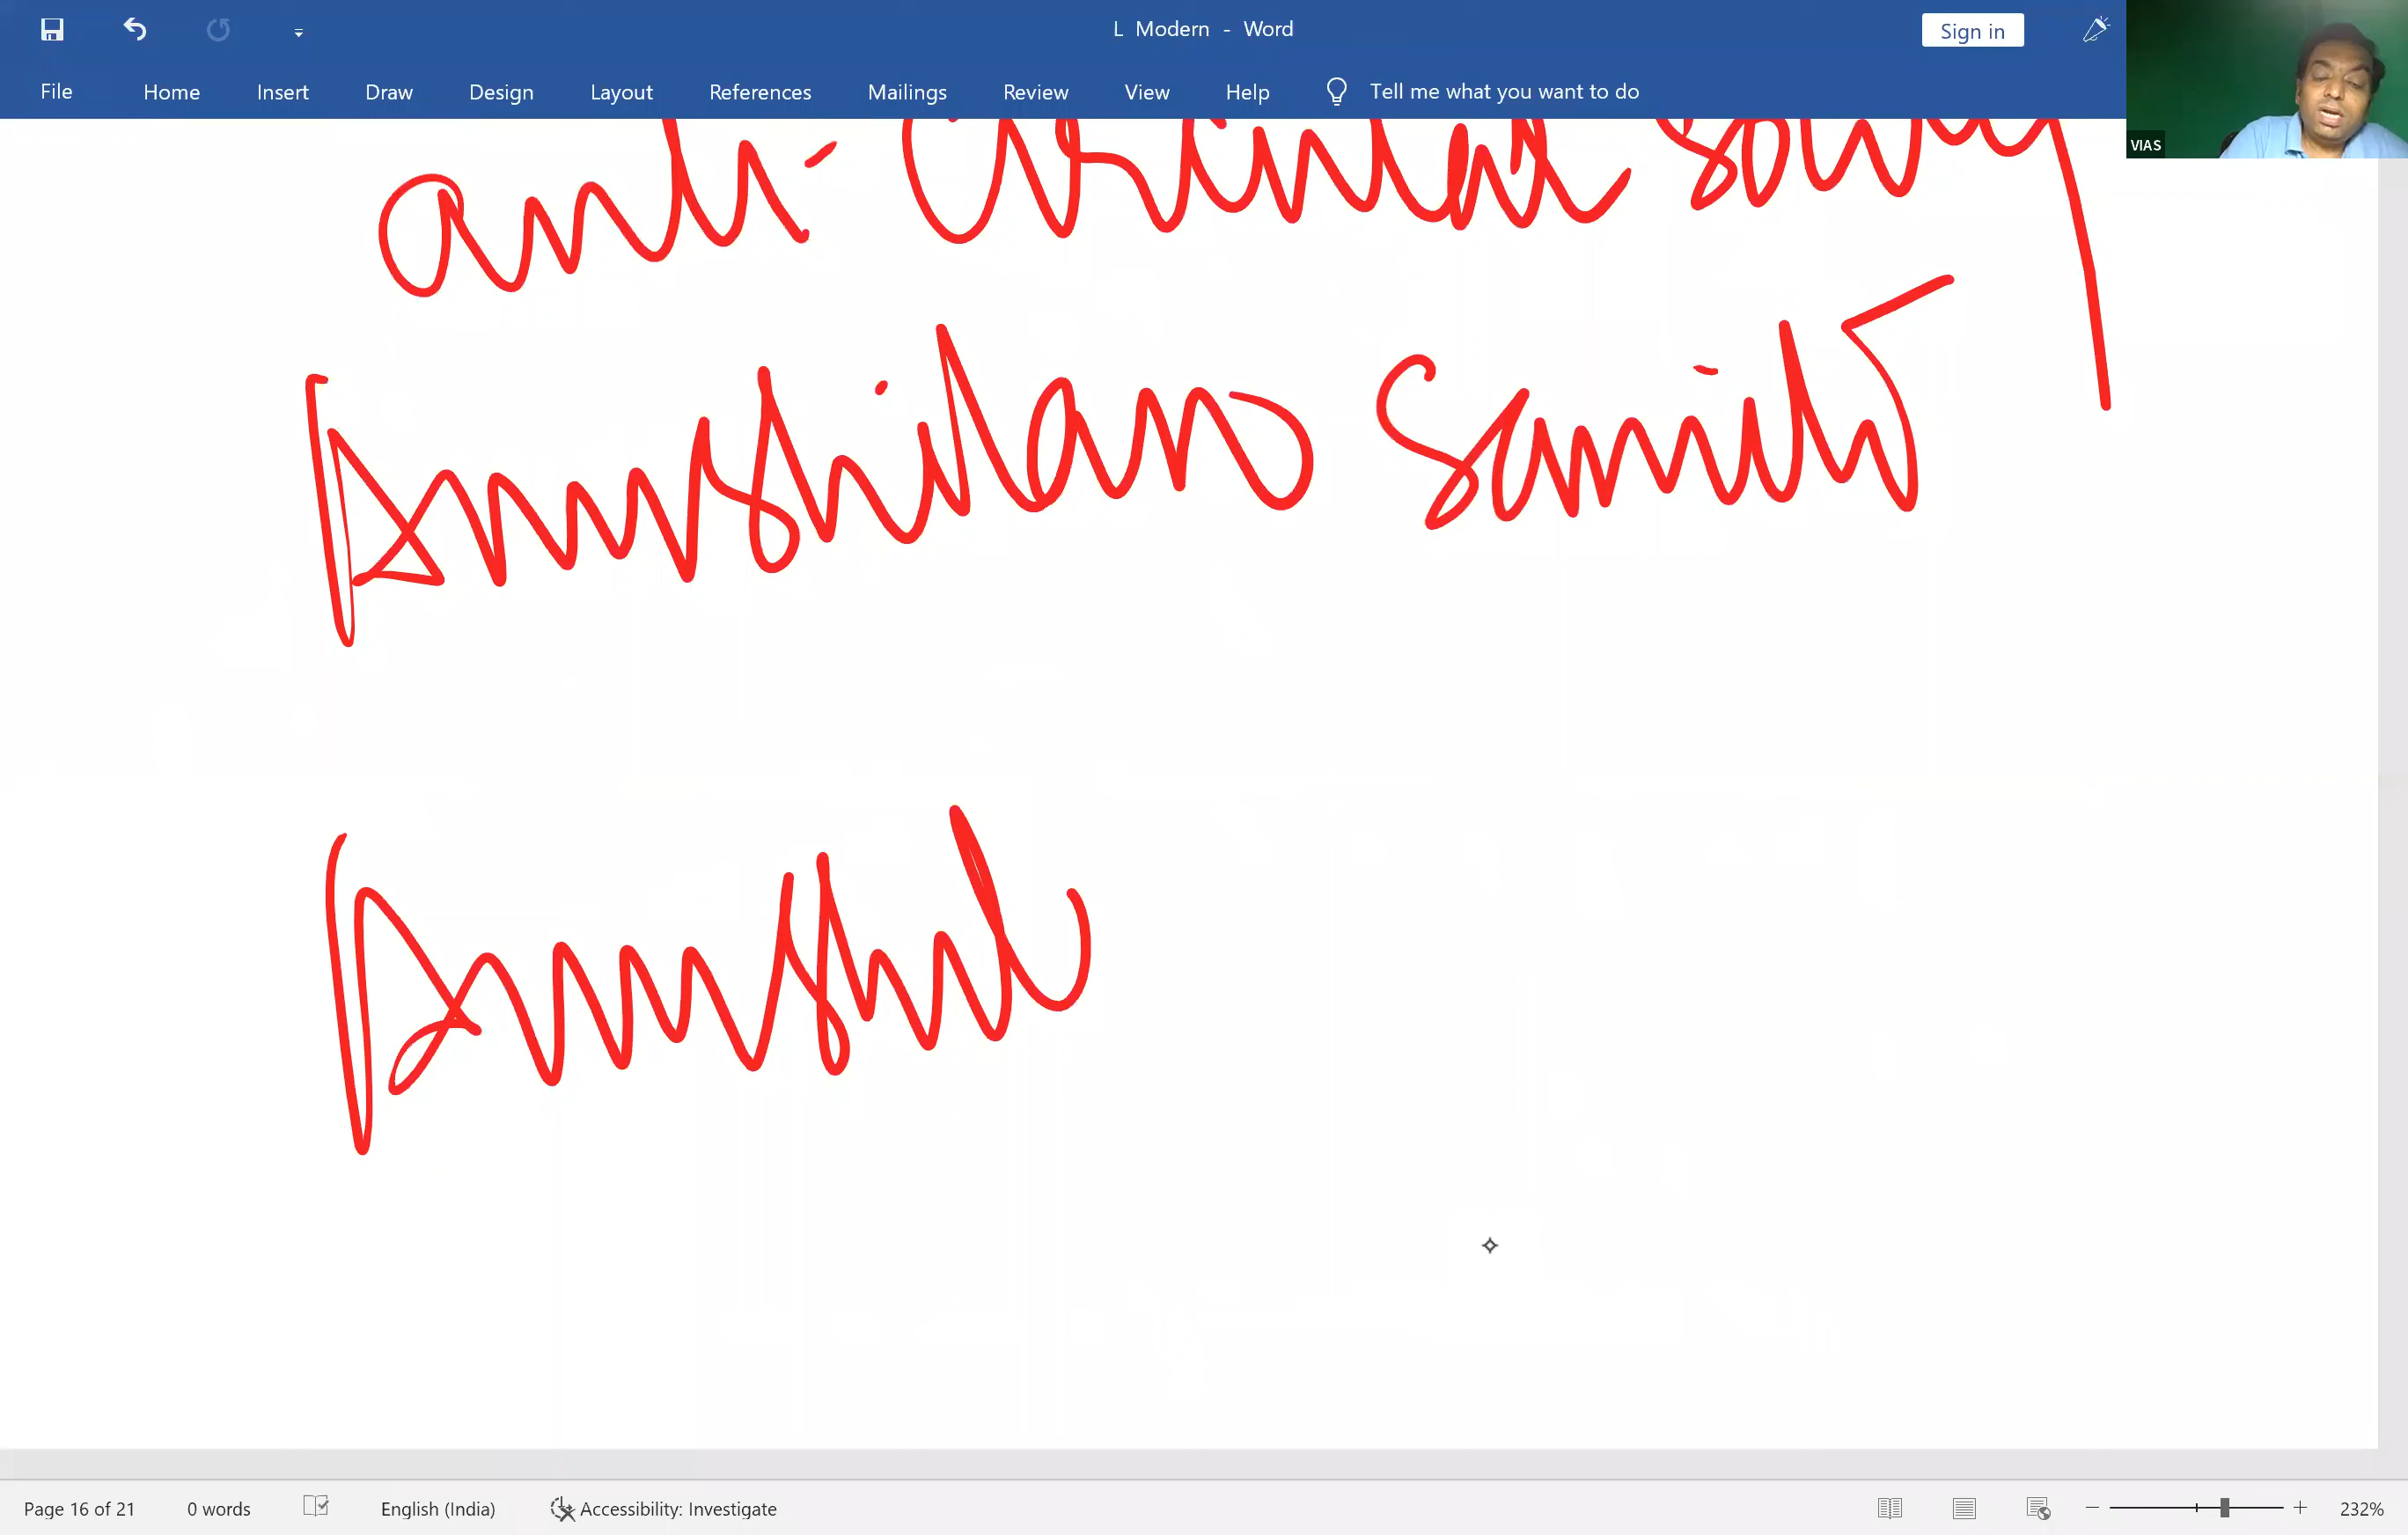 L Modern - Word
Sign in
File Home Insert Draw Design Layout References Mailings Review View Help Tell me what you want to do
VIAS
anti-Circular Society
Anushilan Samiti
Anushil
Page 16 of 21 0 words English (India) Accessibility: Investigate 232%